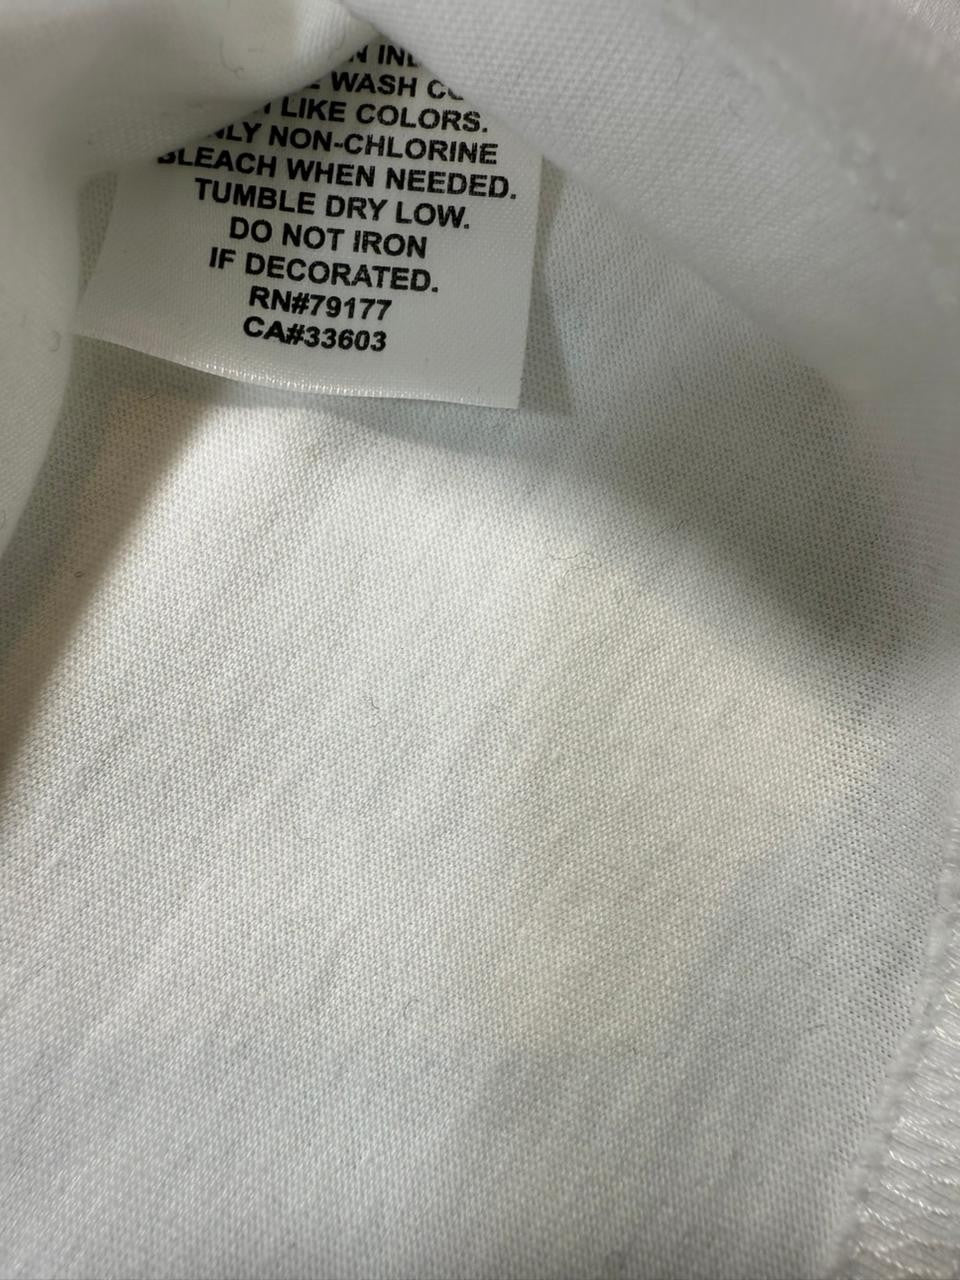 WASH
LIKE COLORS.
NON-CHLORINE
BLEACH WHEN NEEDED.
TUMBLE DRY LOW.
DO NOT IRON
IF DECORATED.
RN#79177
CA#33603